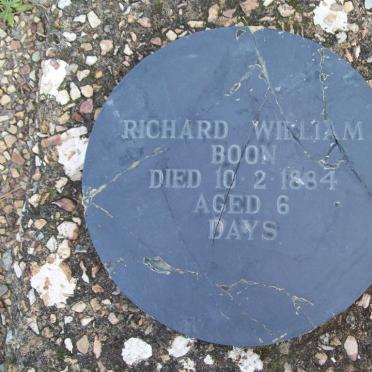 RICHARD WILLIAM
BOON
DIED 10 2 1884
AGED 6
DAYS